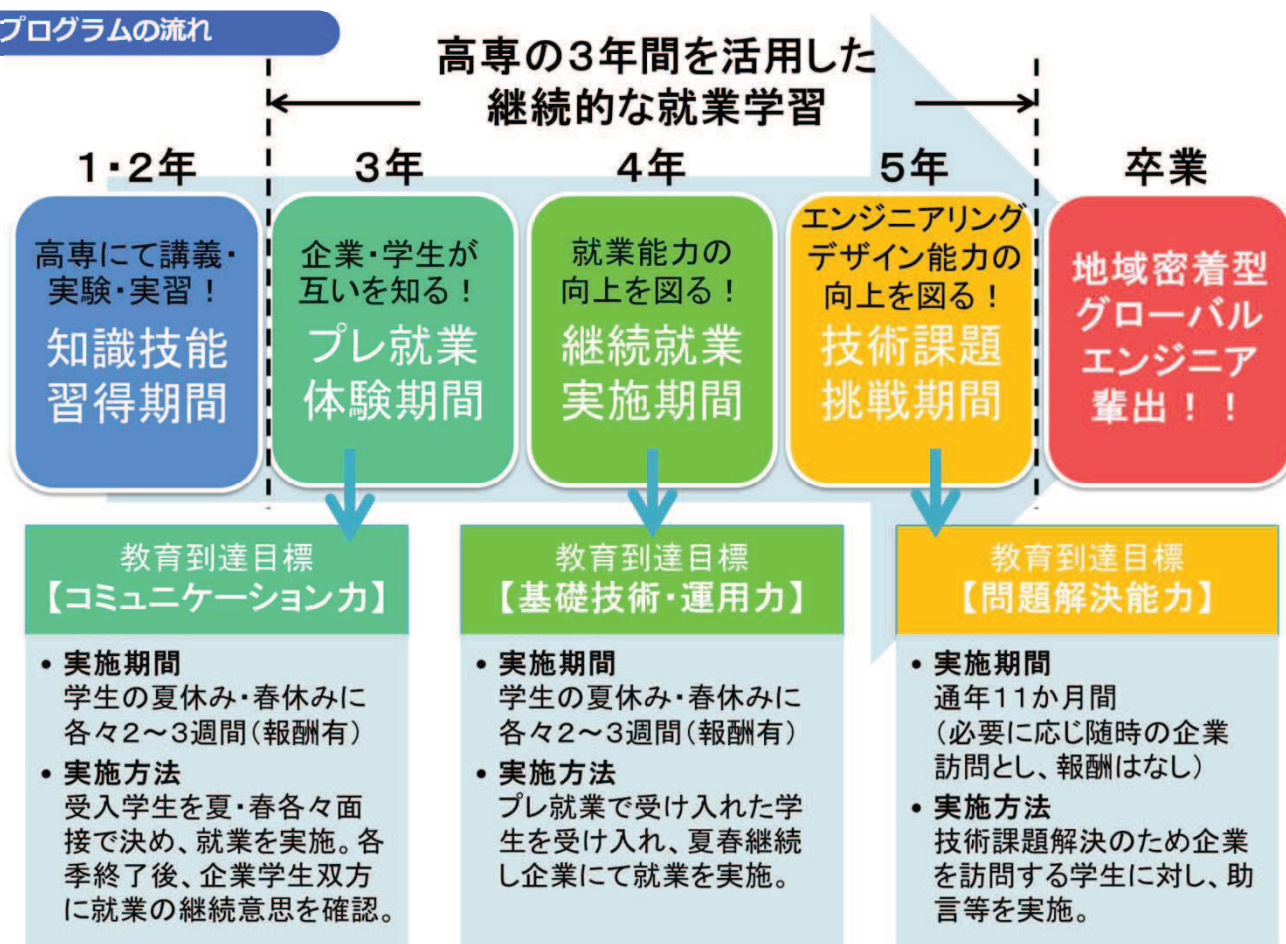 プログラムの流れ
高専の3年間を活用した
継続的な就業学習
1・2年
3年
4年
5年
卒業
高専にて講義・
実験・実習！
知識技能
習得期間
企業・学生が
互いを知る！
プレ就業
体験期間
就業能力の
向上を図る！
継続就業
実施期間
エンジニアリング
デザイン能力の
向上を図る！
技術課題
挑戦期間
地域密着型
グローバル
エンジニア
輩出！！
教育到達目標
【コミュニケーション力】
• 実施期間
学生の夏休み・春休みに
各々2～3週間（報酬有）
• 実施方法
受入学生を夏・春各々面
接で決め、就業を実施。各
季終了後、企業学生双方
に就業の継続意思を確認。
教育到達目標
【基礎技術・運用力】
• 実施期間
学生の夏休み・春休みに
各々2～3週間（報酬有）
• 実施方法
プレ就業で受け入れた学
生を受け入れ、夏春継続
し企業にて就業を実施。
教育到達目標
【問題解決能力】
• 実施期間
通年11か月間
（必要に応じ随時の企業
訪問とし、報酬はなし）
• 実施方法
技術課題解決のため企業
を訪問する学生に対し、助
言等を実施。